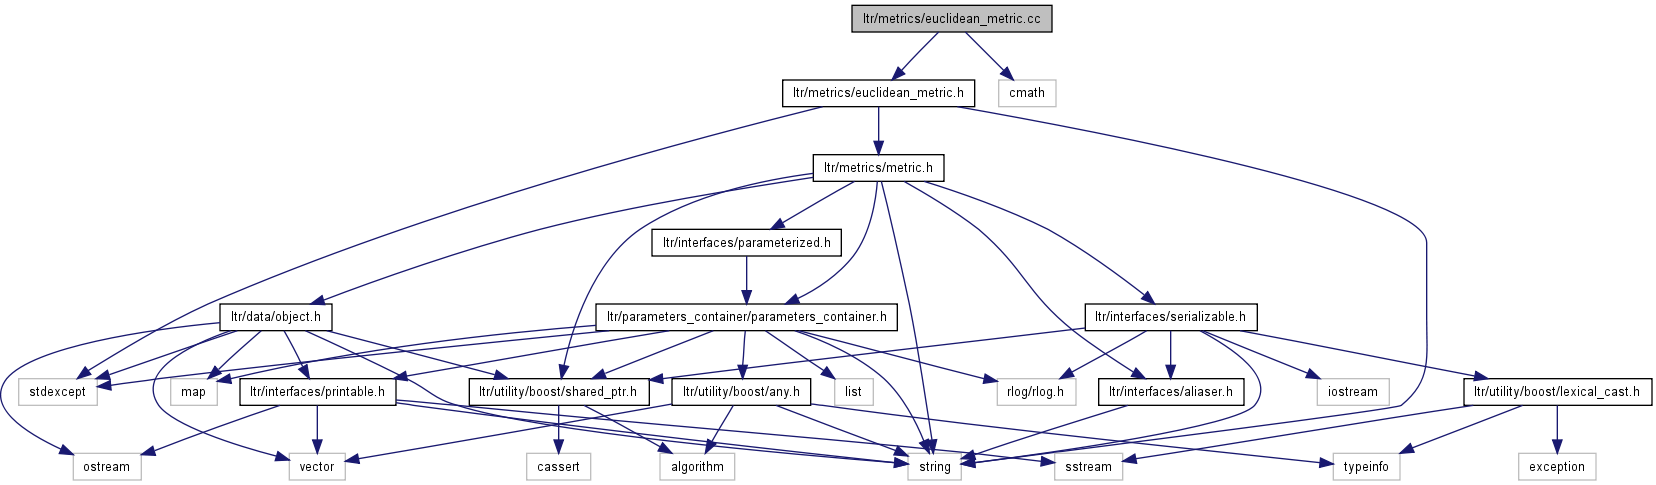 ltr/metrics/euclidean_metric.cc
ltr/metrics/euclidean_metric.h
cmath
ltr/metrics/metric.h
ltr/interfaces/parameterized.h
ltr/data/object.h
ltr/parameters_container/parameters_container.h
ltr/interfaces/serializable.h
stdexcept
map
ltr/interfaces/printable.h
ltr/utility/boost/shared_ptr.h
ltr/utility/boost/any.h
list
rlog/rlog.h
ltr/interfaces/aliaser.h
iostream
ltr/utility/boost/lexical_cast.h
ostream
vector
cassert
algorithm
string
sstream
typeinfo
exception